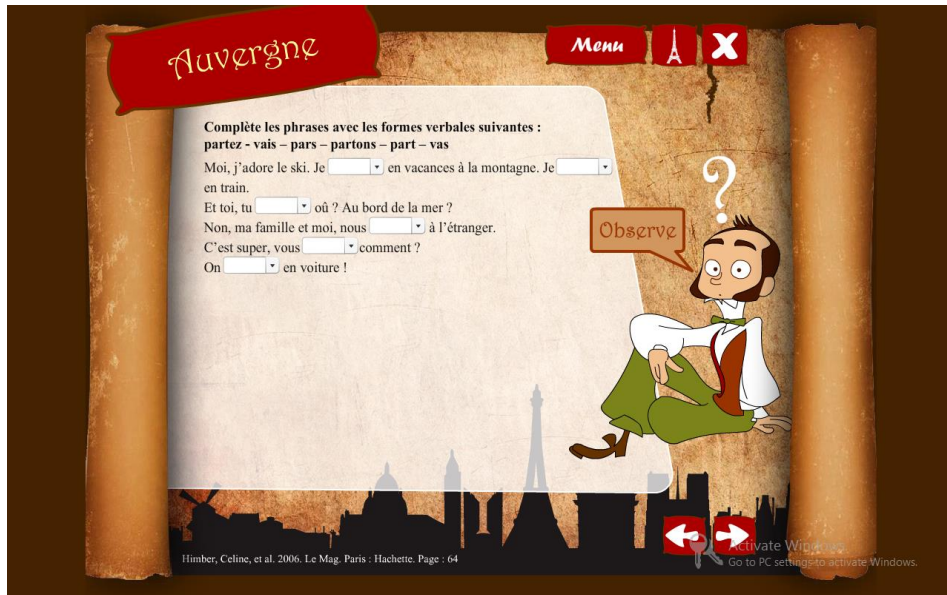 Auvergne
Menu
Complète les phrases avec les formes verbales suivantes :
partez - vais – pars – partons – part – vas
Moi, j'adore le ski. Je en vacances à la montagne. Je
en train.
Et toi, tu oû ? Au bord de la mer ?
Non, ma famille et moi, nous à l'étranger.
C'est super, vous comment ?
On en voiture !
?
Observe
Himber, Celine, et al. 2006. Le Mag. Paris : Hachette. Page : 64
Activate Windows
Go to PC settings to activate Windows.